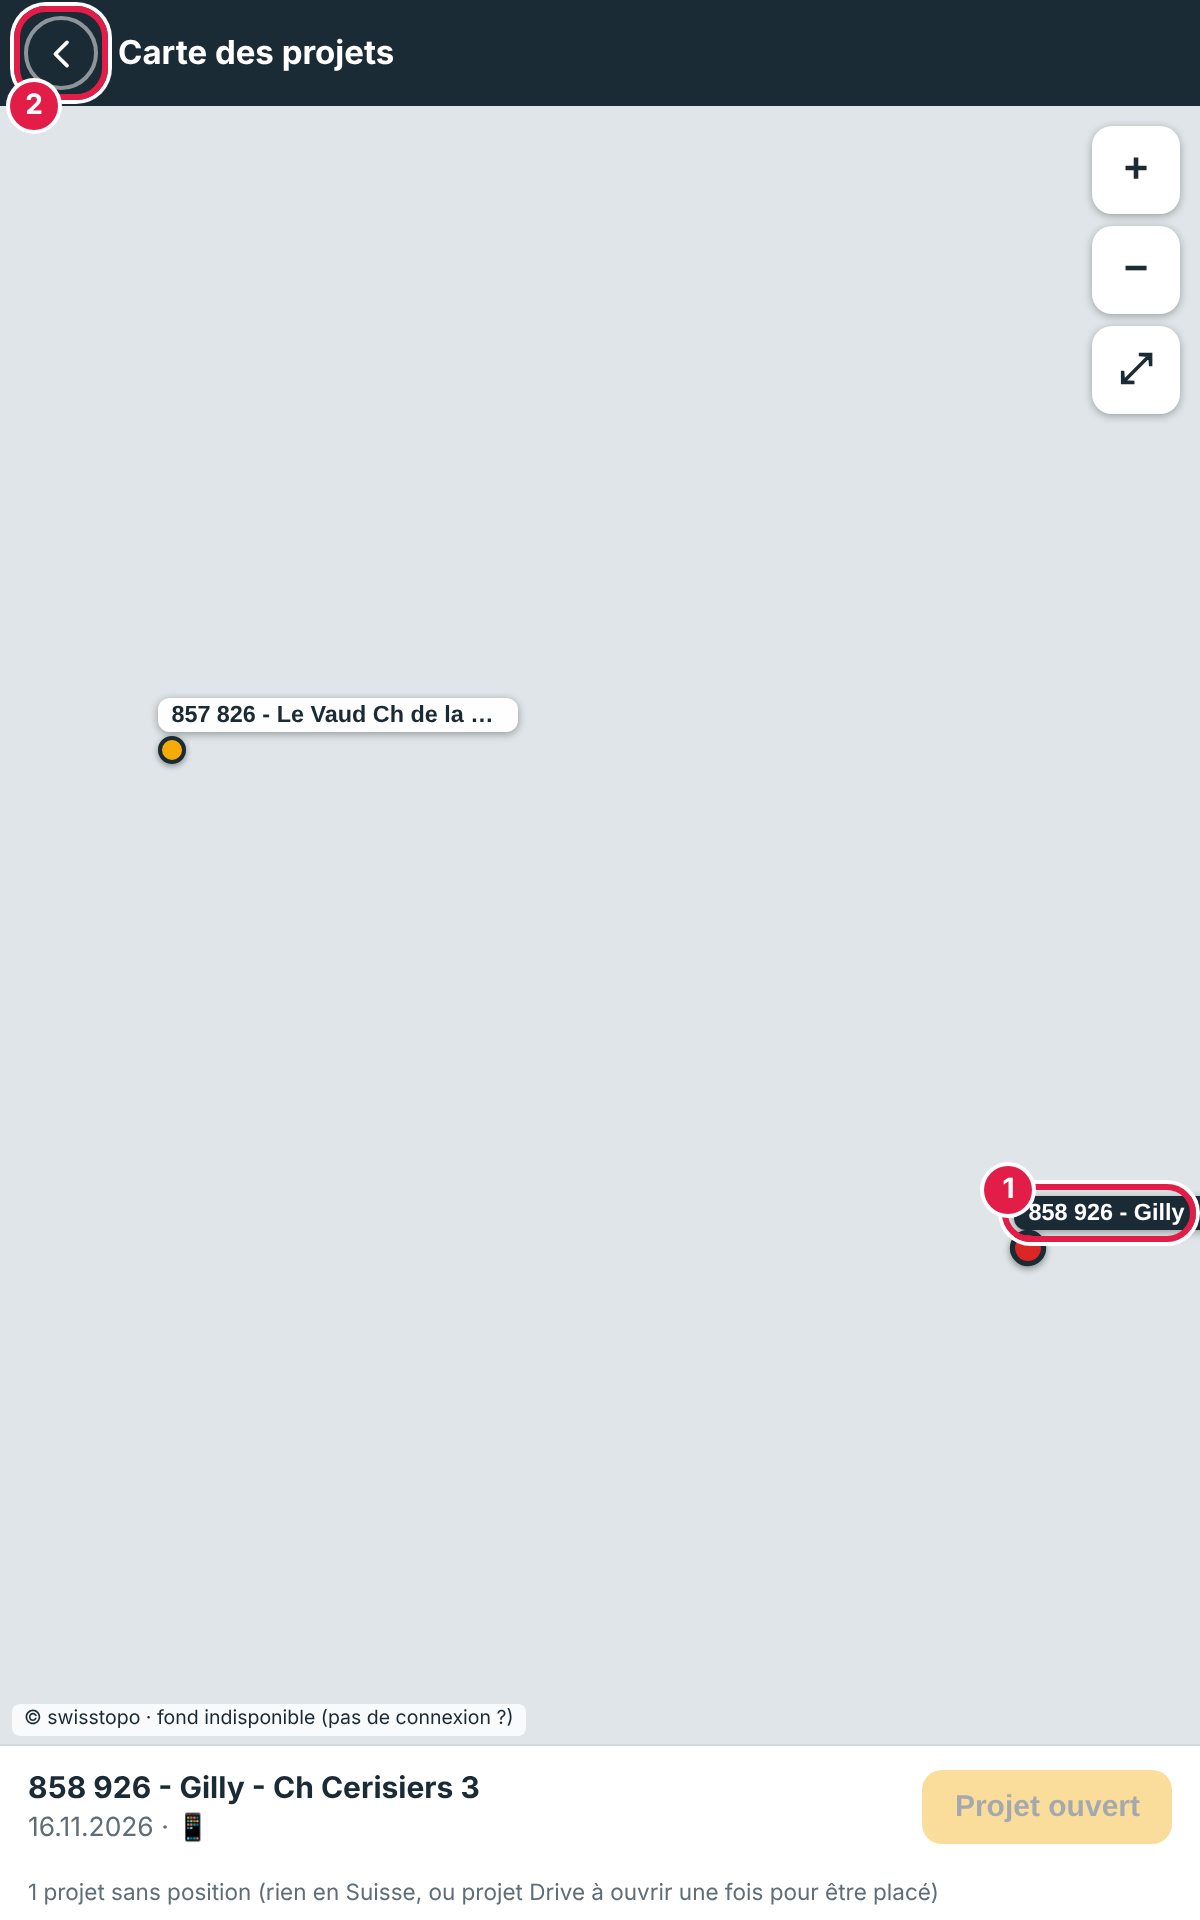 Carte des projets
2
+
−
857 826 - Le Vaud Ch de la ...
1
858 926 - Gilly
© swisstopo · fond indisponible (pas de connexion ?)
858 926 - Gilly - Ch Cerisiers 3
Projet ouvert
16.11.2026 ·
1 projet sans position (rien en Suisse, ou projet Drive à ouvrir une fois pour être placé)